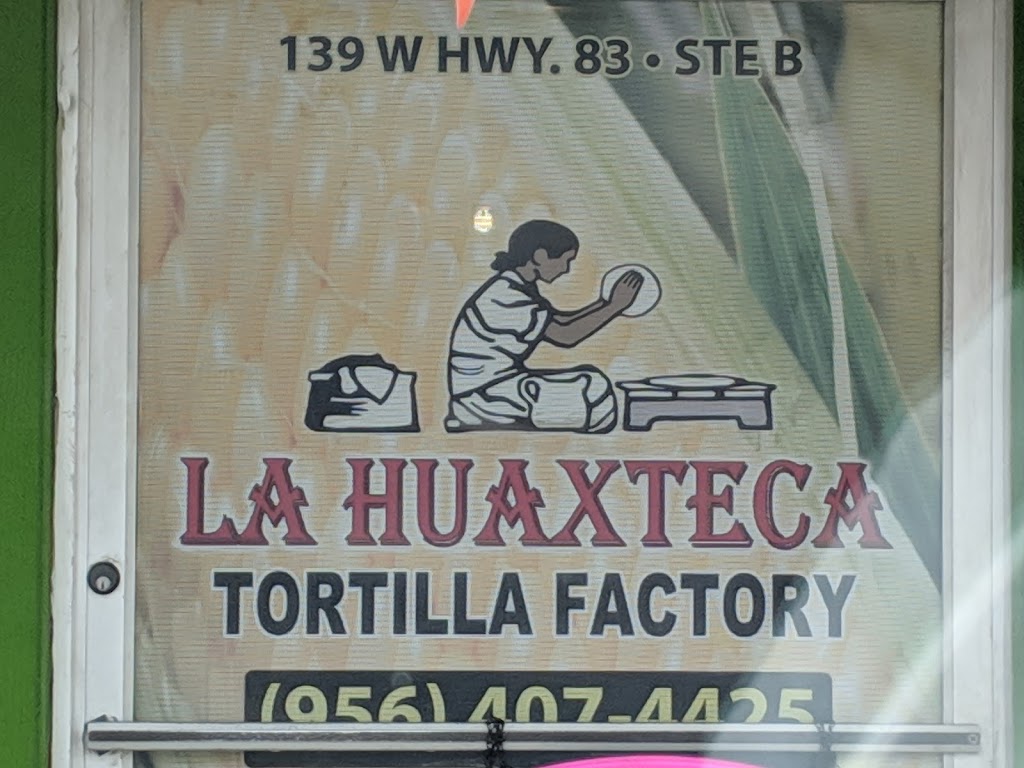 139 W HWY. 83 • STE B
LA HUAXTECA
TORTILLA FACTORY
(956) 407-4425